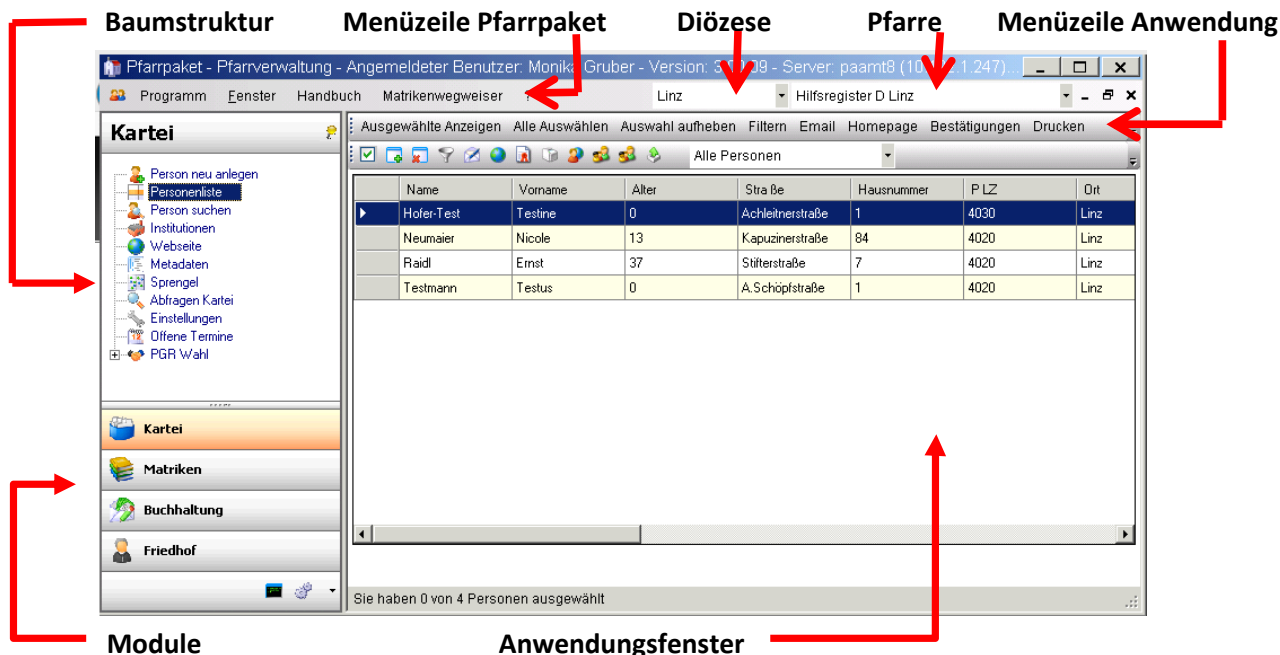 Baumstruktur Menüzeile Pfarrpaket Diözese Pfarre Menüzeile Anwendung
Pfarrpaket - Pfarrverwaltung - Angemeldeter Benutzer: Monika Gruber - Version: - Server: paamt8
Programm Fenster Handbuch Matrikenwegweiser ? Linz Hilfsregister D Linz
Kartei
Ausgewählte Anzeigen Alle Auswählen Auswahl aufheben Filtern Email Homepage Bestätigungen Drucken
Alle Personen
Person neu anlegen
Personenliste
Person suchen
Institutionen
Webseite
Metadaten
Sprengel
Abfragen Kartei
Einstellungen
Offene Termine
PGR Wahl
Name Vorname Alter Straße Hausnummer PLZ Ort
Hofer-Test Testine 0 Achleitnerstraße 1 4030 Linz
Neumaier Nicole 13 Kapuzinerstraße 84 4020 Linz
Raidl Ernst 37 Stifterstraße 7 4020 Linz
Testmann Testus 0 A.Schöpfstraße 1 4020 Linz
Kartei
Matriken
Buchhaltung
Friedhof
Sie haben 0 von 4 Personen ausgewählt
Module Anwendungsfenster